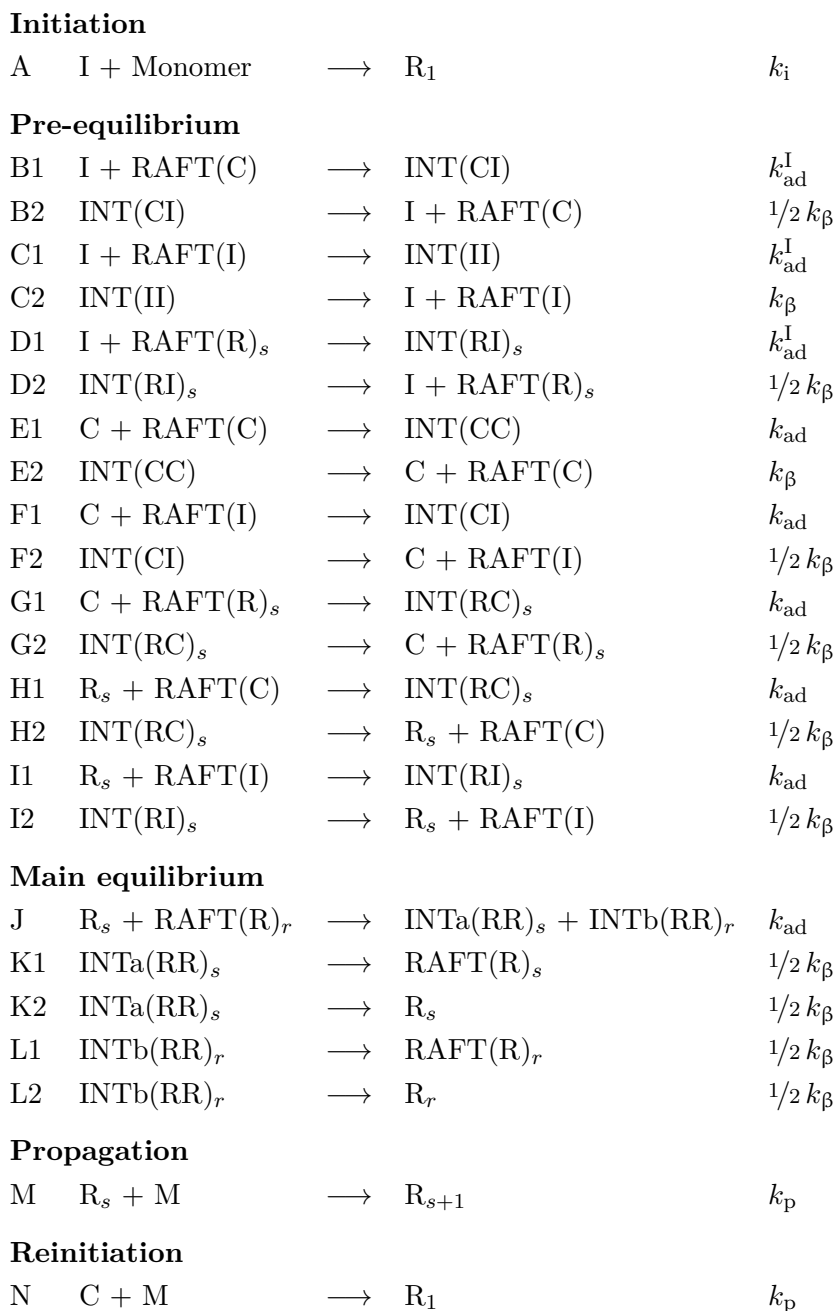 Initiation
A I + Monomer ⟶ R₁ kᵢ
Pre-equilibrium
B1 I + RAFT(C) ⟶ INT(CI) k_ad^I
B2 INT(CI) ⟶ I + RAFT(C) 1/2 k_β
C1 I + RAFT(I) ⟶ INT(II) k_ad^I
C2 INT(II) ⟶ I + RAFT(I) k_β
D1 I + RAFT(R)ₛ ⟶ INT(RI)ₛ k_ad^I
D2 INT(RI)ₛ ⟶ I + RAFT(R)ₛ 1/2 k_β
E1 C + RAFT(C) ⟶ INT(CC) k_ad
E2 INT(CC) ⟶ C + RAFT(C) k_β
F1 C + RAFT(I) ⟶ INT(CI) k_ad
F2 INT(CI) ⟶ C + RAFT(I) 1/2 k_β
G1 C + RAFT(R)ₛ ⟶ INT(RC)ₛ k_ad
G2 INT(RC)ₛ ⟶ C + RAFT(R)ₛ 1/2 k_β
H1 Rₛ + RAFT(C) ⟶ INT(RC)ₛ k_ad
H2 INT(RC)ₛ ⟶ Rₛ + RAFT(C) 1/2 k_β
I1 Rₛ + RAFT(I) ⟶ INT(RI)ₛ k_ad
I2 INT(RI)ₛ ⟶ Rₛ + RAFT(I) 1/2 k_β
Main equilibrium
J Rₛ + RAFT(R)ᵣ ⟶ INTa(RR)ₛ + INTb(RR)ᵣ k_ad
K1 INTa(RR)ₛ ⟶ RAFT(R)ₛ 1/2 k_β
K2 INTa(RR)ₛ ⟶ Rₛ 1/2 k_β
L1 INTb(RR)ᵣ ⟶ RAFT(R)ᵣ 1/2 k_β
L2 INTb(RR)ᵣ ⟶ Rᵣ 1/2 k_β
Propagation
M Rₛ + M ⟶ Rₛ₊₁ k_p
Reinitiation
N C + M ⟶ R₁ k_p